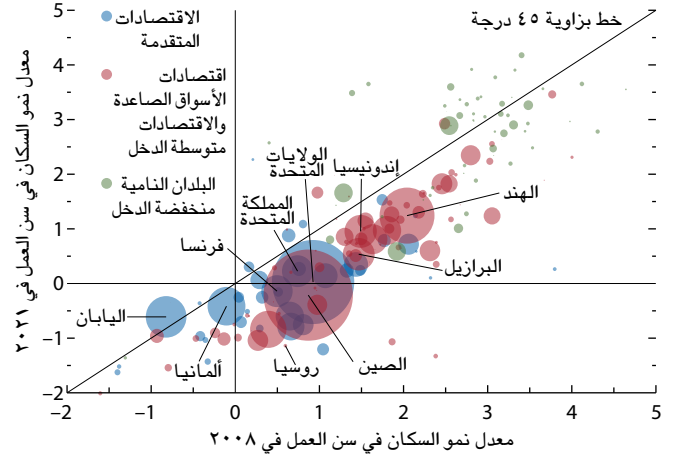 خط بزاوية ٤٥ درجة
الاقتصادات
المتقدمة
اقتصادات
الأسواق الصاعدة
والاقتصادات
متوسطة الدخل
البلدان النامية
منخفضة الدخل
الولايات
المتحدة
إندونيسيا
المملكة
المتحدة
الهند
فرنسا
البرازيل
اليابان
ألمانيا
روسيا
الصين
معدل نمو السكان في سن العمل في ٢٠٢١
5
4
3
2
1
0
–1
–2
–2 –1 0 1 2 3 4 5
معدل نمو السكان في سن العمل في ٢٠٠٨